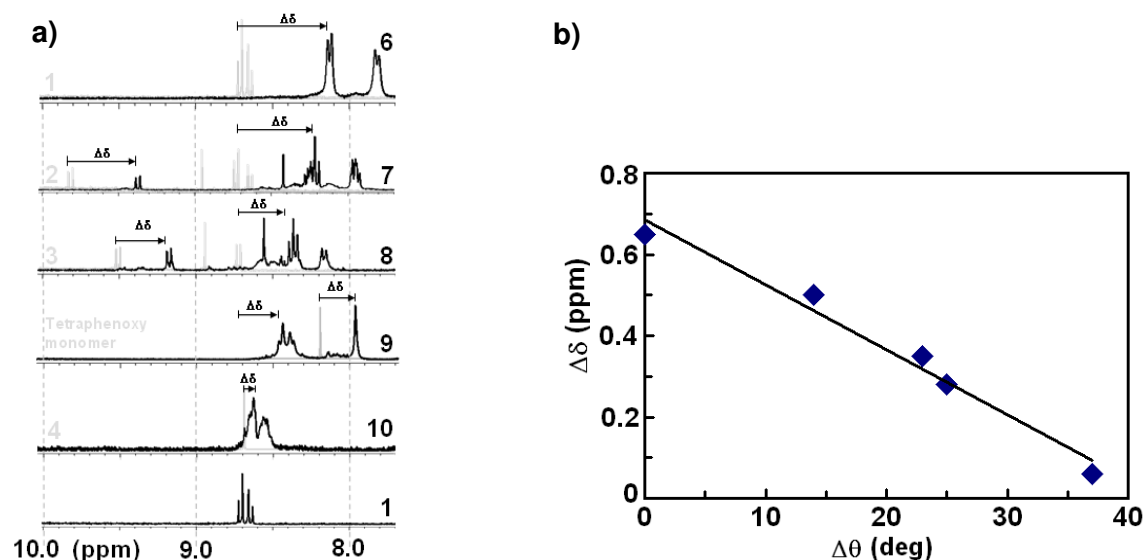 a)
Δδ
6
1
Δδ
Δδ
7
2
Δδ
Δδ
8
3
Δδ
Δδ
Tetraphenoxy
monomer
9
Δδ
4
10
1
10.0 (ppm) 9.0 8.0
b)
0.8
0.6
0.4
0.2
0
Δδ (ppm)
0 10 20 30 40
Δθ (deg)